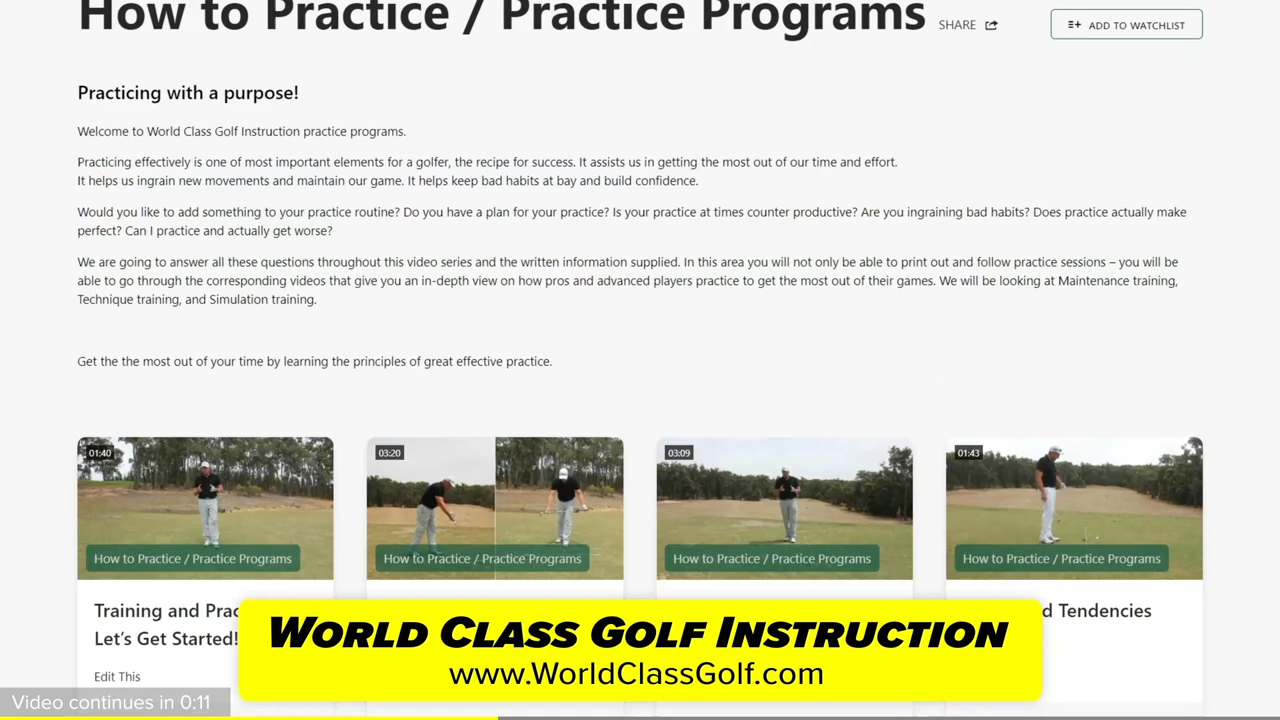 How to Practice / Practice Programs
SHARE
ADD TO WATCHLIST
Practicing with a purpose!
Welcome to World Class Golf Instruction practice programs.
Practicing effectively is one of most important elements for a golfer, the recipe for success. It assists us in getting the most out of our time and effort.
It helps us ingrain new movements and maintain our game. It helps keep bad habits at bay and build confidence.
Would you like to add something to your practice routine? Do you have a plan for your practice? Is your practice at times counter productive? Are you ingraining bad habits? Does practice actually make
perfect? Can I practice and actually get worse?
We are going to answer all these questions throughout this video series and the written information supplied. In this area you will not only be able to print out and follow practice sessions – you will be
able to go through the corresponding videos that give you an in-depth view on how pros and advanced players practice to get the most out of their games. We will be looking at Maintenance training,
Technique training, and Simulation training.
Get the the most out of your time by learning the principles of great effective practice.
01:40
03:20
03:09
01:43
How to Practice / Practice Programs
How to Practice / Practice Programs
How to Practice / Practice Programs
How to Practice / Practice Programs
Training and Prac
Let's Get Started!
d Tendencies
Edit This
WORLD CLASS GOLF INSTRUCTION
www.WorldClassGolf.com
Video continues in 0:11